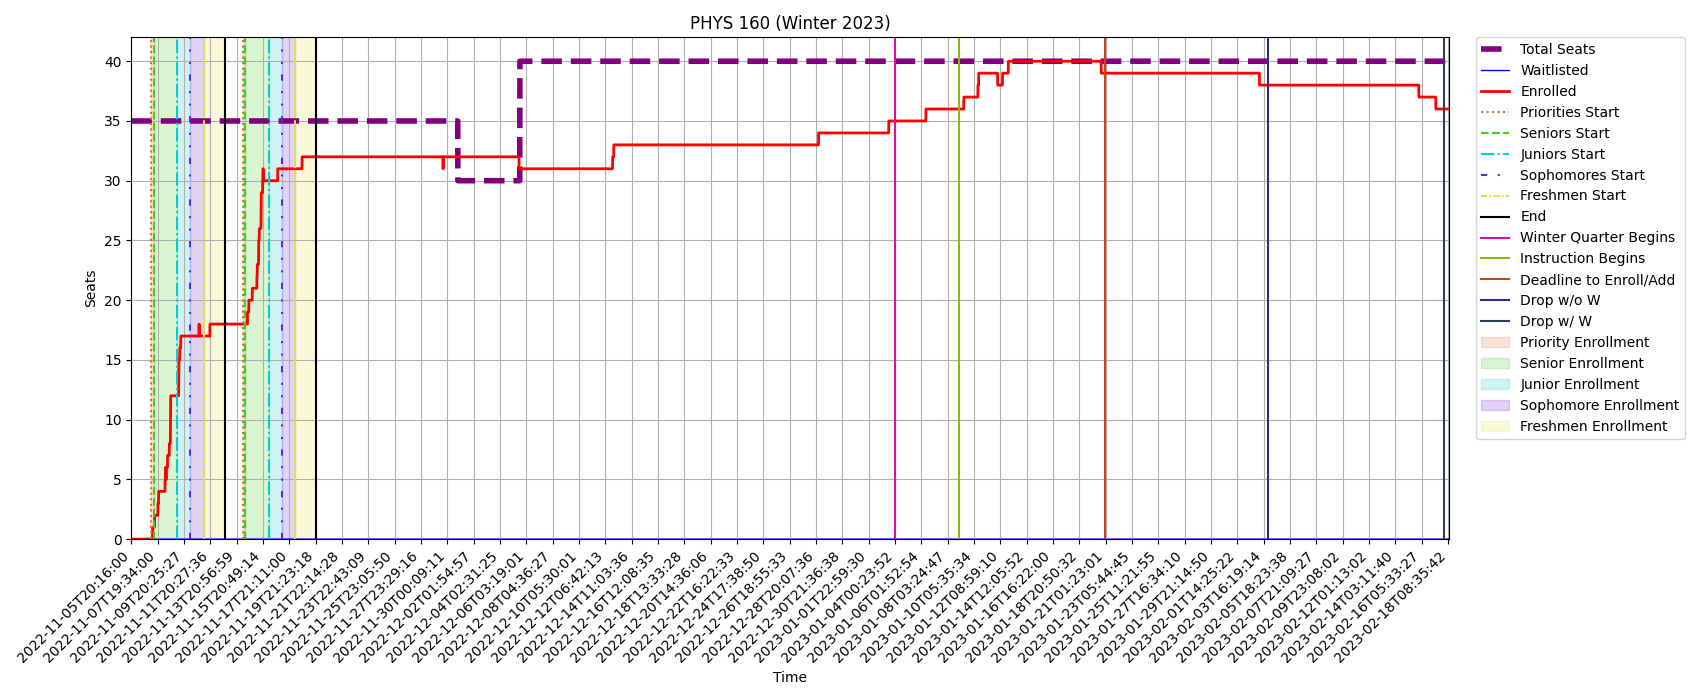 PHYS 160 (Winter 2023)
Seats
40
35
30
25
20
15
10
5
0
2022-11-05T20:16:00
2022-11-07T19:34:00
2022-11-09T20:25:27
2022-11-11T20:27:36
2022-11-13T20:56:59
2022-11-15T20:49:14
2022-11-17T21:11:00
2022-11-19T21:23:18
2022-11-21T22:14:28
2022-11-23T22:43:09
2022-11-25T23:05:50
2022-11-27T23:29:16
2022-11-30T00:09:11
2022-12-02T01:54:57
2022-12-04T02:31:25
2022-12-06T03:19:01
2022-12-08T04:36:27
2022-12-10T05:30:01
2022-12-12T06:42:13
2022-12-14T11:03:36
2022-12-16T12:08:35
2022-12-18T13:33:28
2022-12-20T14:36:06
2022-12-22T16:22:33
2022-12-24T17:38:50
2022-12-26T18:55:33
2022-12-28T20:07:36
2022-12-30T21:36:38
2023-01-01T22:59:30
2023-01-04T00:23:52
2023-01-06T01:52:54
2023-01-08T03:24:47
2023-01-10T05:35:34
2023-01-12T08:59:10
2023-01-14T12:05:52
2023-01-16T16:22:00
2023-01-18T20:50:32
2023-01-21T01:23:01
2023-01-23T05:44:45
2023-01-25T11:21:55
2023-01-27T16:34:10
2023-01-29T21:14:50
2023-02-01T14:25:22
2023-02-03T16:19:14
2023-02-05T18:23:38
2023-02-07T21:09:27
2023-02-09T23:08:02
2023-02-12T01:13:02
2023-02-14T03:11:40
2023-02-16T05:33:27
2023-02-18T08:35:42
Time
Total Seats
Waitlisted
Enrolled
Priorities Start
Seniors Start
Juniors Start
Sophomores Start
Freshmen Start
End
Winter Quarter Begins
Instruction Begins
Deadline to Enroll/Add
Drop w/o W
Drop w/ W
Priority Enrollment
Senior Enrollment
Junior Enrollment
Sophomore Enrollment
Freshmen Enrollment